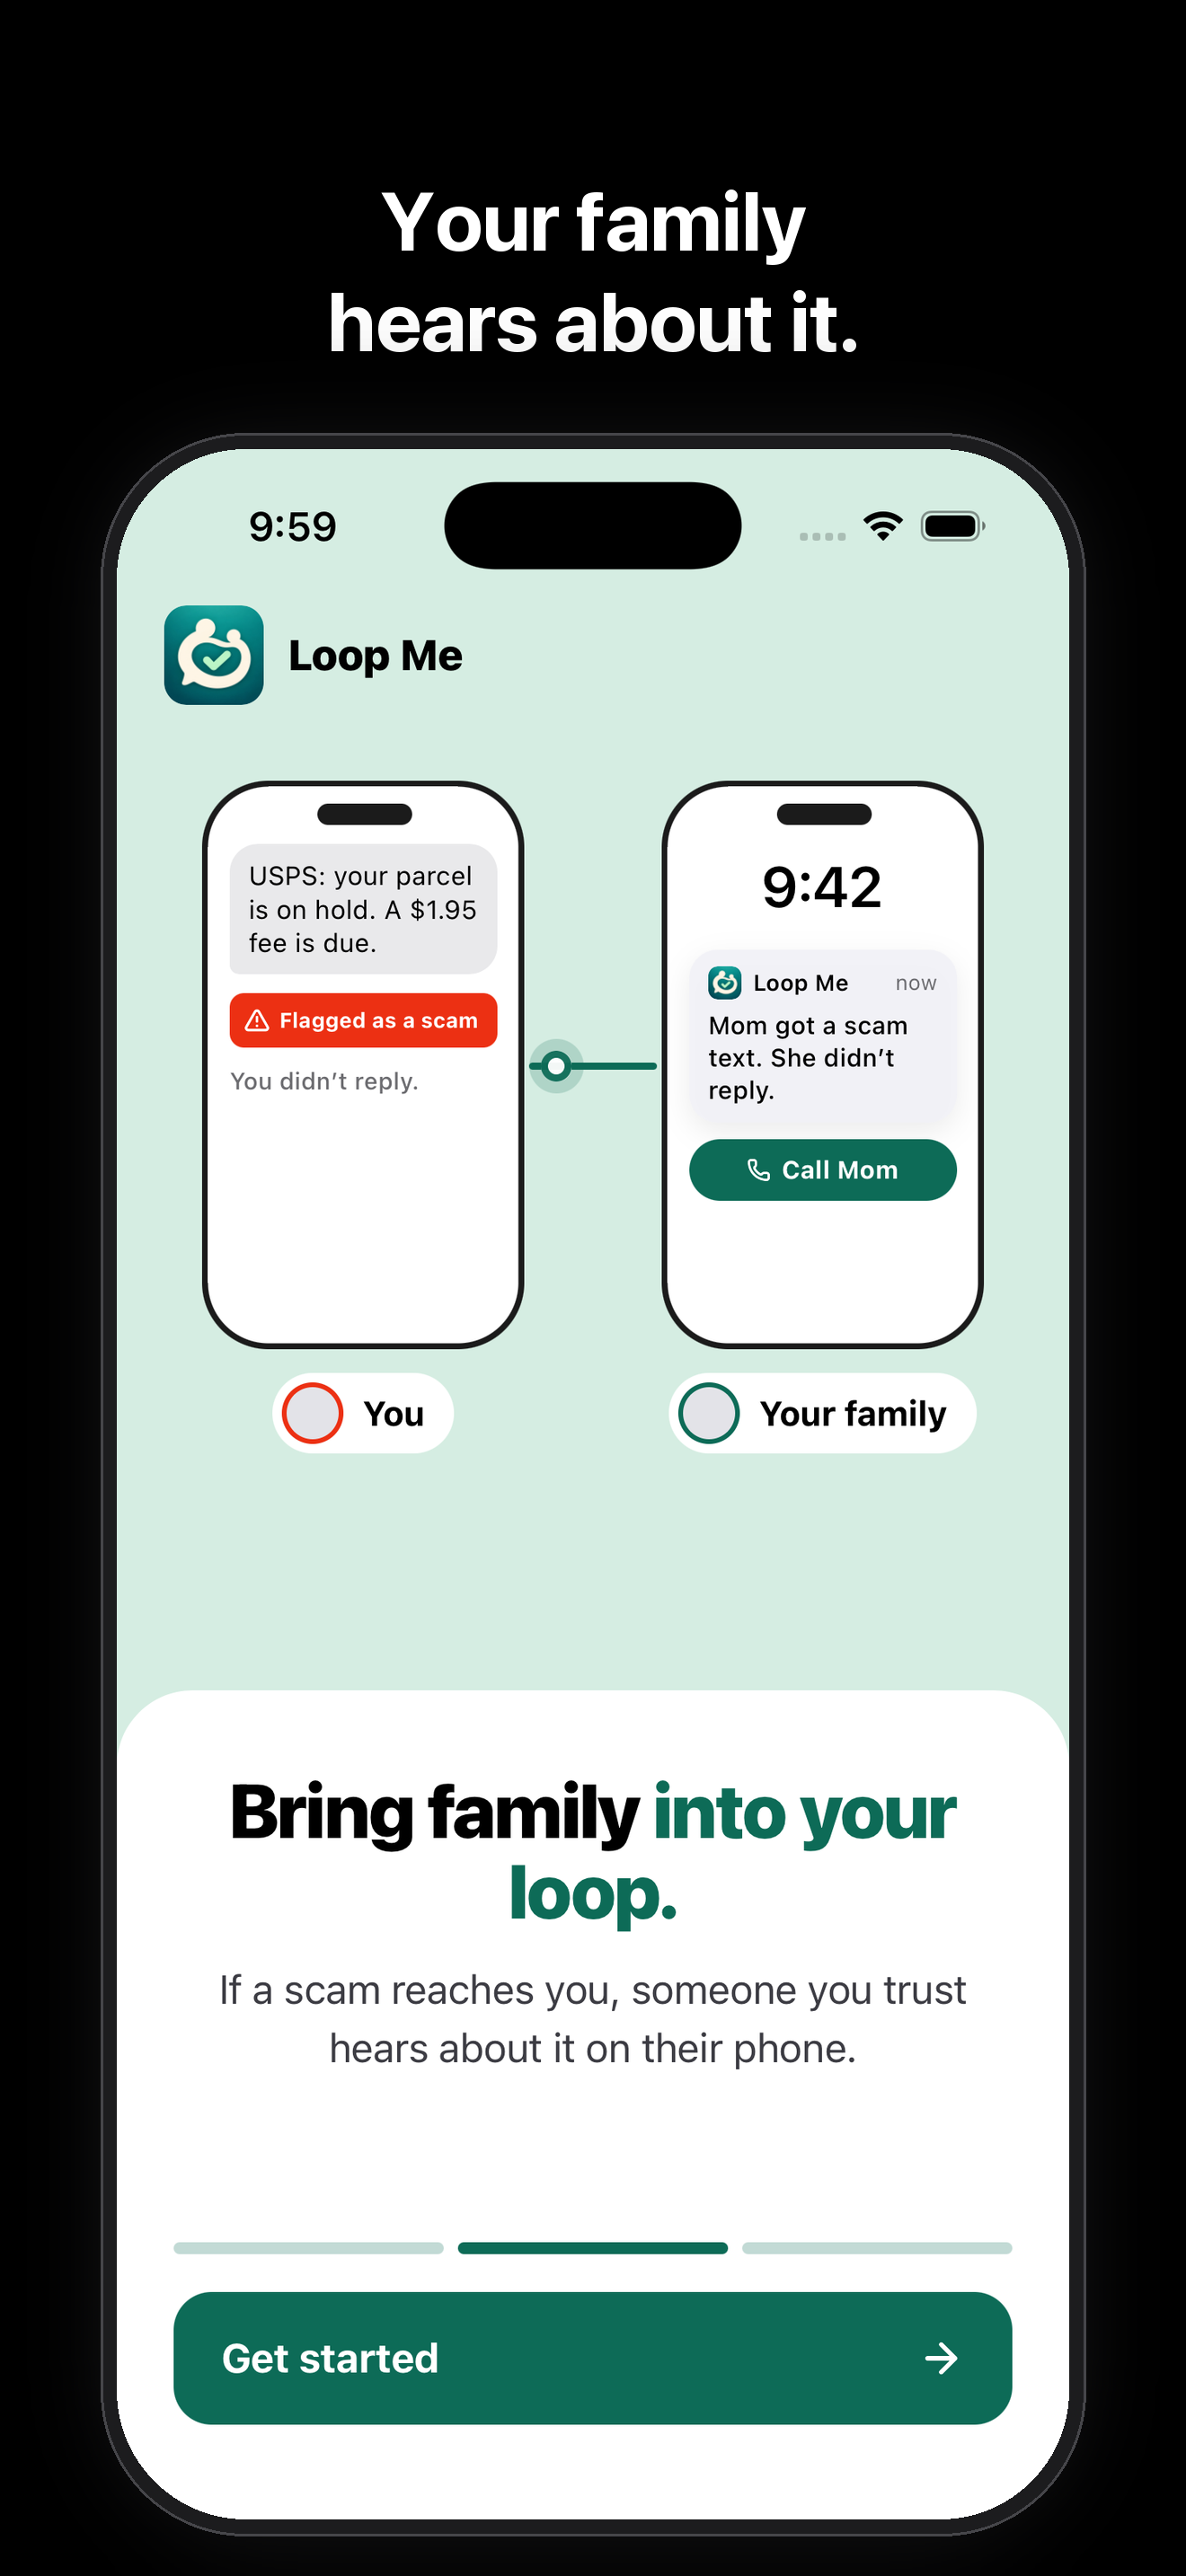 Your family
hears about it.
9:59
Loop Me
USPS: your parcel
is on hold. A $1.95
fee is due.
Flagged as a scam
You didn’t reply.
9:42
Loop Me now
Mom got a scam
text. She didn’t
reply.
Call Mom
You
Your family
Bring family into your
loop.
If a scam reaches you, someone you trust
hears about it on their phone.
Get started